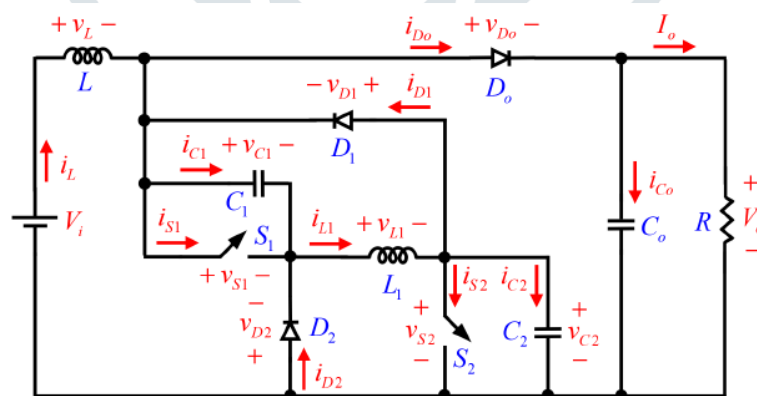 + v_L −
L
i_Do
+ v_Do −
D_o
I_o
− v_D1 +
i_D1
D_1
i_L
V_i
i_C1
+ v_C1 −
C_1
i_S1
S_1
+ v_S1 −
i_L1
+ v_L1 −
L_1
−
v_D2
+
D_2
i_D2
i_S2
+
v_S2
−
S_2
i_C2
C_2
+
v_C2
−
i_Co
C_o
R
+
−